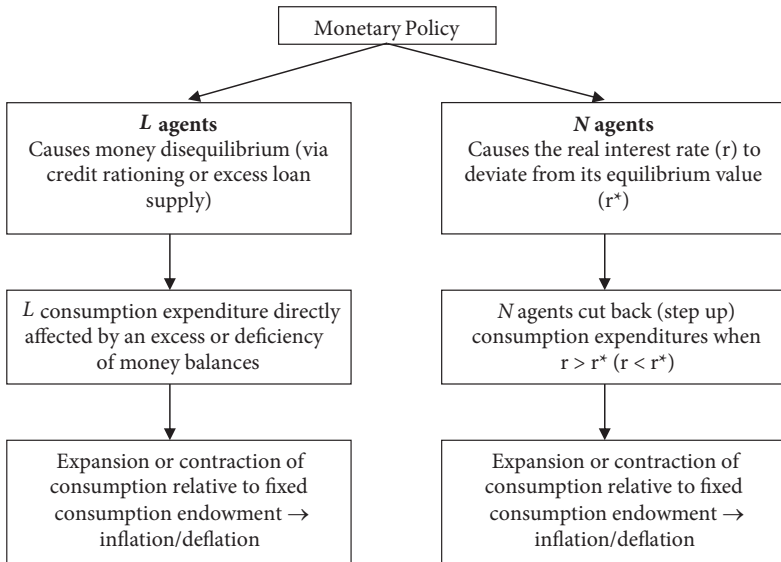 Monetary Policy
L agents
Causes money disequilibrium (via
credit rationing or excess loan
supply)
N agents
Causes the real interest rate (r) to
deviate from its equilibrium value
(r*)
L consumption expenditure directly
affected by an excess or deficiency
of money balances
N agents cut back (step up)
consumption expenditures when
r > r* (r < r*)
Expansion or contraction of
consumption relative to fixed
consumption endowment →
inflation/deflation
Expansion or contraction of
consumption relative to fixed
consumption endowment →
inflation/deflation